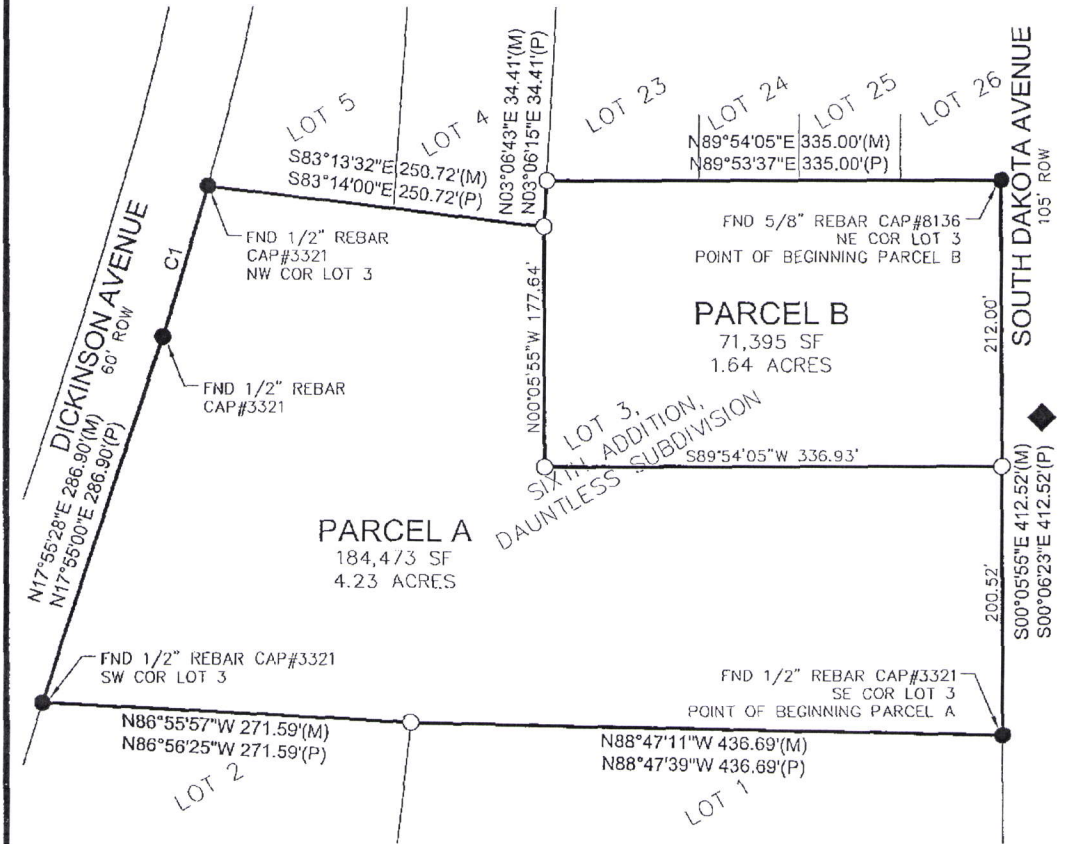 LOT 5
LOT 4
LOT 23
LOT 24
LOT 25
LOT 26
S83°13'32"E 250.72'(M)
S83°14'00"E 250.72'(P)
N03°06'43"E 34.41'(M)
N03°06'15"E 34.41'(P)
N89°54'05"E 335.00'(M)
N89°53'37"E 335.00'(P)
SOUTH DAKOTA AVENUE
105' ROW
DICKINSON AVENUE
60' ROW
C1
FND 1/2" REBAR
CAP#3321
NW COR LOT 3
FND 5/8" REBAR CAP#8136
NE COR LOT 3
POINT OF BEGINNING PARCEL B
PARCEL B
71,395 SF
1.64 ACRES
212.00'
N00°05'55"W 177.64'
FND 1/2" REBAR
CAP#3321
N17°55'28"E 286.90'(M)
N17°55'00"E 286.90'(P)
LOT 3,
SIXTH ADDITION,
DAUNTLESS SUBDIVISION
S89°54'05"W 336.93'
PARCEL A
184,473 SF
4.23 ACRES
200.52'
S00°05'55"E 412.52'(M)
S00°06'23"E 412.52'(P)
FND 1/2" REBAR CAP#3321
SW COR LOT 3
FND 1/2" REBAR CAP#3321
SE COR LOT 3
POINT OF BEGINNING PARCEL A
N86°55'57"W 271.59'(M)
N86°56'25"W 271.59'(P)
N88°47'11"W 436.69'(M)
N88°47'39"W 436.69'(P)
LOT 2
LOT 1